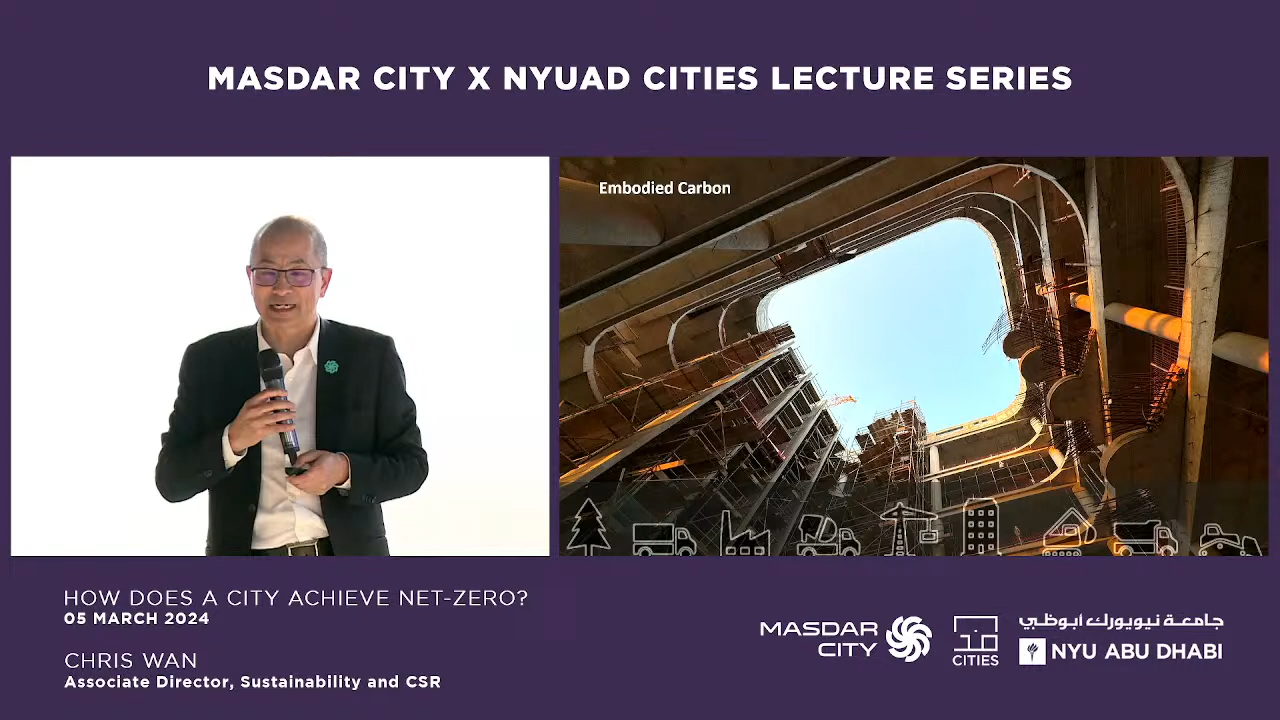 MASDAR CITY X NYUAD CITIES LECTURE SERIES
Embodied Carbon
HOW DOES A CITY ACHIEVE NET-ZERO?
05 MARCH 2024
CHRIS WAN
Associate Director, Sustainability and CSR
MASDAR
CITY
CITIES
جامعة نيويورك أبوظبي
NYU ABU DHABI